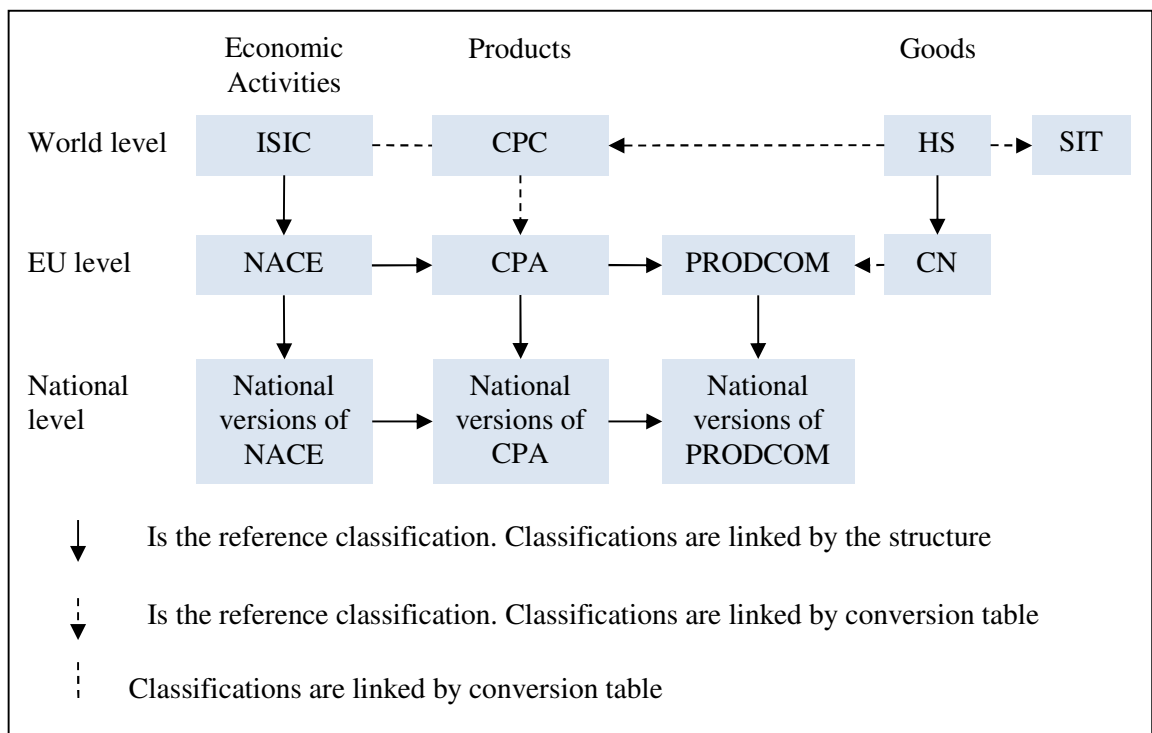 Economic
Activities
Products
Goods
World level
ISIC
CPC
HS
SIT
EU level
NACE
CPA
PRODCOM
CN
National
level
National
versions of
NACE
National
versions of
CPA
National
versions of
PRODCOM
Is the reference classification. Classifications are linked by the structure
Is the reference classification. Classifications are linked by conversion table
Classifications are linked by conversion table